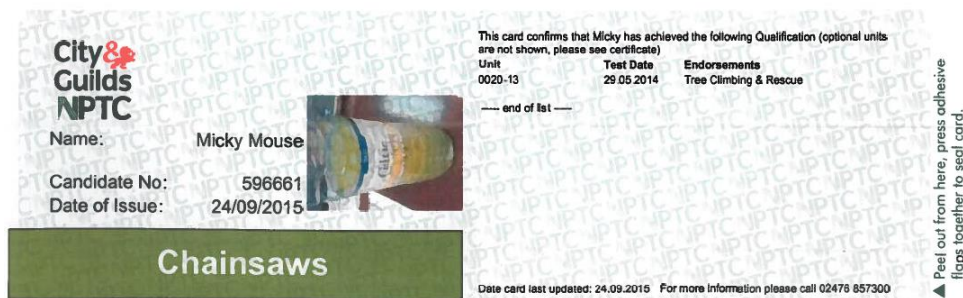 City&
Guilds
NPTC
Name: Micky Mouse
Candidate No: 596661
Date of Issue: 24/09/2015
Chainsaws
This card confirms that Micky has achieved the following Qualification (optional units
are not shown, please see certificate)
Unit Test Date Endorsements
0020-13 29.05.2014 Tree Climbing & Rescue
---- end of list ----
Date card last updated: 24.09.2015 For more information please call 02476 857300
▲ Peel out from here, press adhesive
flaps together to seal card.